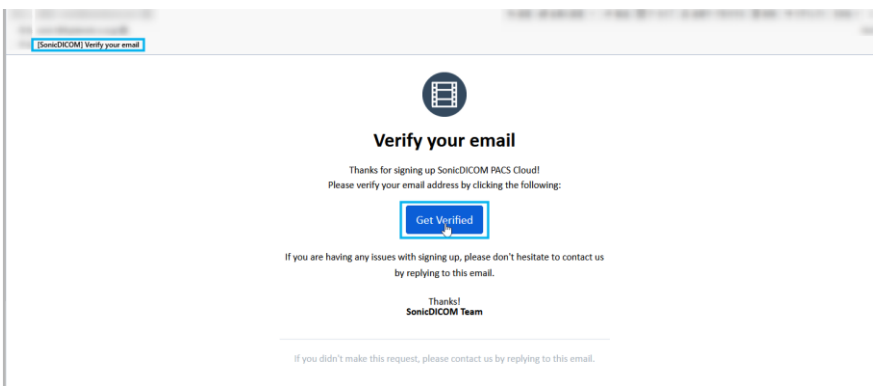 [SonicDICOM] Verify your email
Verify your email
Thanks for signing up SonicDICOM PACS Cloud!
Please verify your email address by clicking the following:
Get Verified
If you are having any issues with signing up, please don't hesitate to contact us
by replying to this email.
Thanks!
SonicDICOM Team
If you didn't make this request, please contact us by replying to this email.